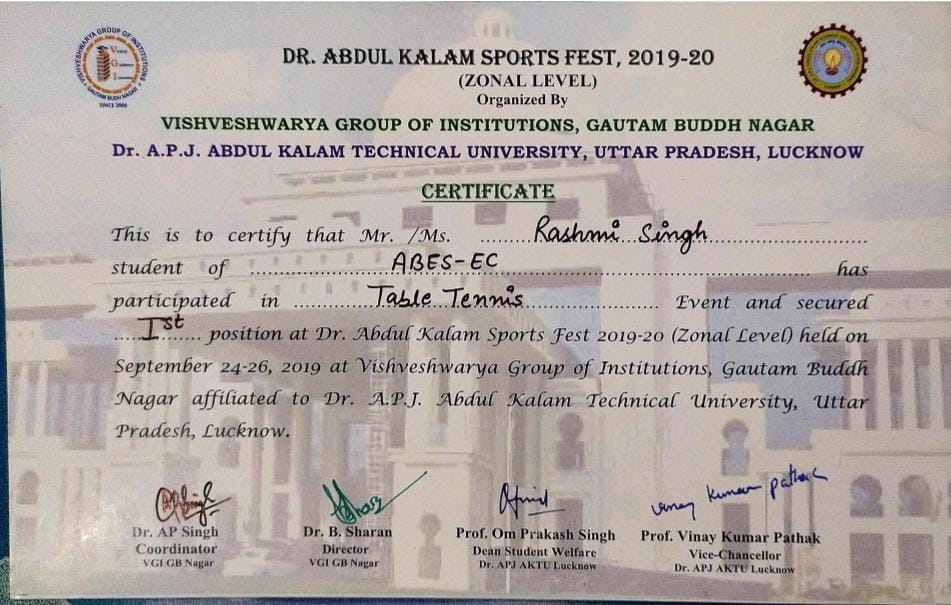 VISHVESHWARYA GROUP OF INSTITUTIONS
GAUTAM BUDH NAGAR
SINCE 2000
DR. ABDUL KALAM SPORTS FEST, 2019-20
(ZONAL LEVEL)
Organized By
VISHVESHWARYA GROUP OF INSTITUTIONS, GAUTAM BUDDH NAGAR
Dr. A.P.J. ABDUL KALAM TECHNICAL UNIVERSITY, UTTAR PRADESH, LUCKNOW
CERTIFICATE
This is to certify that Mr. /Ms. ........Rashmi Singh........................
student of ....................ABES-EC............................................ has
participated in ...........Table Tennis.................... Event and secured
....Ist....... position at Dr. Abdul Kalam Sports Fest 2019-20 (Zonal Level) held on
September 24-26, 2019 at Vishveshwarya Group of Institutions, Gautam Buddh
Nagar affiliated to Dr. A.P.J. Abdul Kalam Technical University, Uttar
Pradesh, Lucknow.
vinay kumar pathak
Dr. AP Singh Dr. B. Sharan Prof. Om Prakash Singh Prof. Vinay Kumar Pathak
Coordinator Director Dean Student Welfare Vice-Chancellor
VGI GB Nagar VGI GB Nagar Dr. APJ AKTU Lucknow Dr. APJ AKTU Lucknow